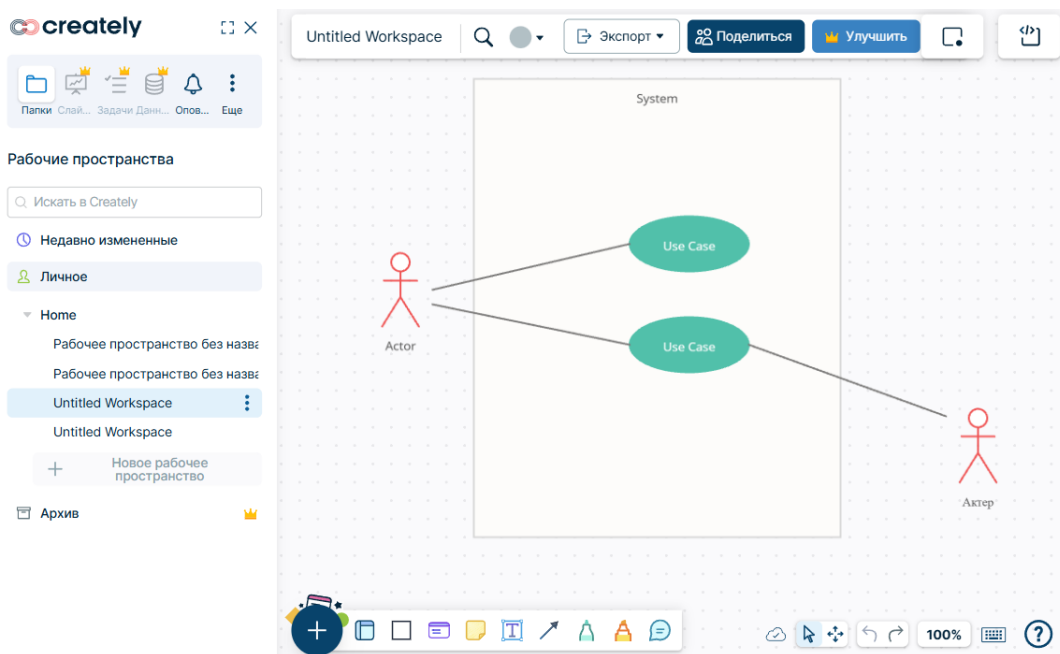 creately
Папки Слай... Задачи Данн... Опов... Еще
Рабочие пространства
Искать в Creately
Недавно измененные
Личное
Home
Рабочее пространство без назва
Рабочее пространство без назва
Untitled Workspace
Untitled Workspace
Новое рабочее
пространство
Архив
Untitled Workspace
Экспорт
Поделиться
Улучшить
System
Use Case
Actor
Use Case
Актер
100%